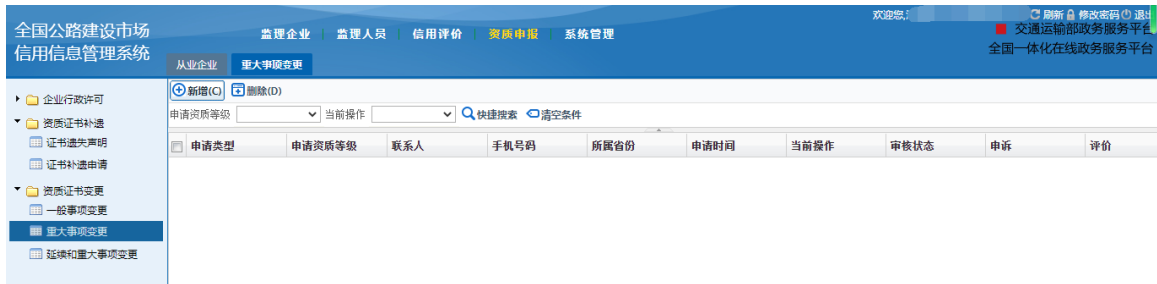 欢迎您,
刷新 修改密码 退出
全国公路建设市场
信用信息管理系统
监理企业 监理人员 信用评价 资质申报 系统管理
交通运输部政务服务平台
全国一体化在线政务服务平台
从业企业 重大事项变更
企业行政许可
资质证书补遗
证书遗失声明
证书补遗申请
资质证书变更
一般事项变更
重大事项变更
延续和重大事项变更
新增(C) 删除(D)
申请资质等级 当前操作 快捷搜索 清空条件
申请类型 申请资质等级 联系人 手机号码 所属省份 申请时间 当前操作 审核状态 申诉 评价